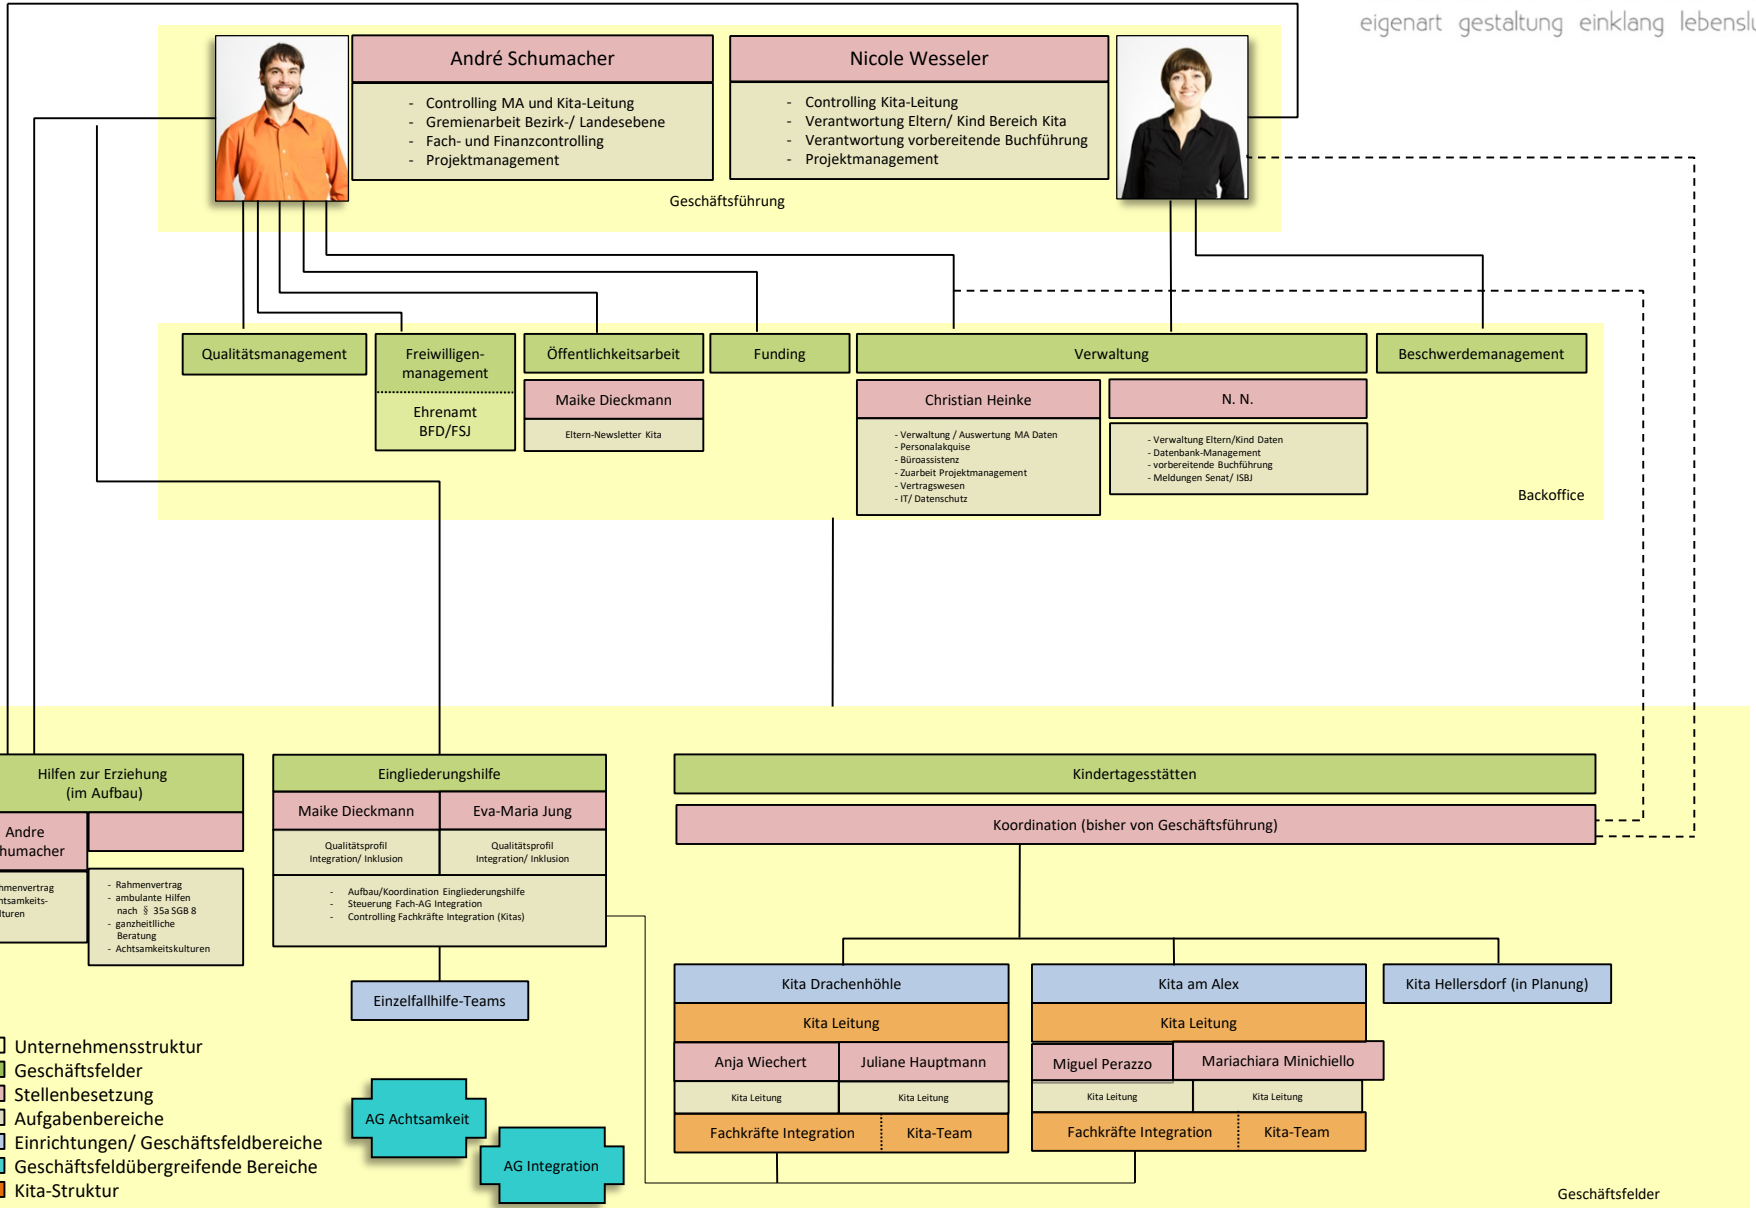 eigenart gestaltung einklang
André Schumacher
- Controlling MA und Kita-Leitung
- Gremienarbeit Bezirk-/ Landesebene
- Fach- und Finanzcontrolling
- Projektmanagement
Nicole Wesseler
- Controlling Kita-Leitung
- Verantwortung Eltern/ Kind Bereich Kita
- Verantwortung vorbereitende Buchführung
- Projektmanagement
Geschäftsführung
Qualitätsmanagement
Freiwilligen-
management
Ehrenamt
BFD/FSJ
Öffentlichkeitsarbeit
Maike Dieckmann
Eltern-Newsletter Kita
Funding
Verwaltung
Christian Heinke
- Verwaltung / Auswertung MA Daten
- Personalakquise
- Büroassistenz
- Zuarbeit Projektmanagement
- Vertragswesen
- IT/ Datenschutz
N. N.
- Verwaltung Eltern/Kind Daten
- Datenbank-Management
- vorbereitende Buchführung
- Meldungen Senat/ ISBJ
Beschwerdemanagement
Backoffice
Hilfen zur Erziehung
(im Aufbau)
Andre
- Rahmenvertrag
- ambulante Hilfen
nach § 35a SGB 8
- ganzheitliche
Beratung
- Achtsamkeitskulturen
Eingliederungshilfe
Maike Dieckmann
Eva-Maria Jung
Qualitätsprofil
Integration/ Inklusion
Qualitätsprofil
Integration/ Inklusion
- Aufbau/Koordination Eingliederungshilfe
- Steuerung Fach-AG Integration
- Controlling Fachkräfte Integration (Kitas)
Einzelfallhilfe-Teams
Kindertagesstätten
Koordination (bisher von Geschäftsführung)
Kita Drachenhöhle
Kita Leitung
Anja Wiechert
Juliane Hauptmann
Kita Leitung
Kita Leitung
Fachkräfte Integration
Kita-Team
Kita am Alex
Kita Leitung
Miguel Perazzo
Mariachiara Minichiello
Kita Leitung
Kita Leitung
Fachkräfte Integration
Kita-Team
Kita Hellersdorf (in Planung)
Unternehmensstruktur
Geschäftsfelder
Stellenbesetzung
Aufgabenbereiche
Einrichtungen/ Geschäftsfeldbereiche
Geschäftsfeldübergreifende Bereiche
Kita-Struktur
AG Achtsamkeit
AG Integration
Geschäftsfelder